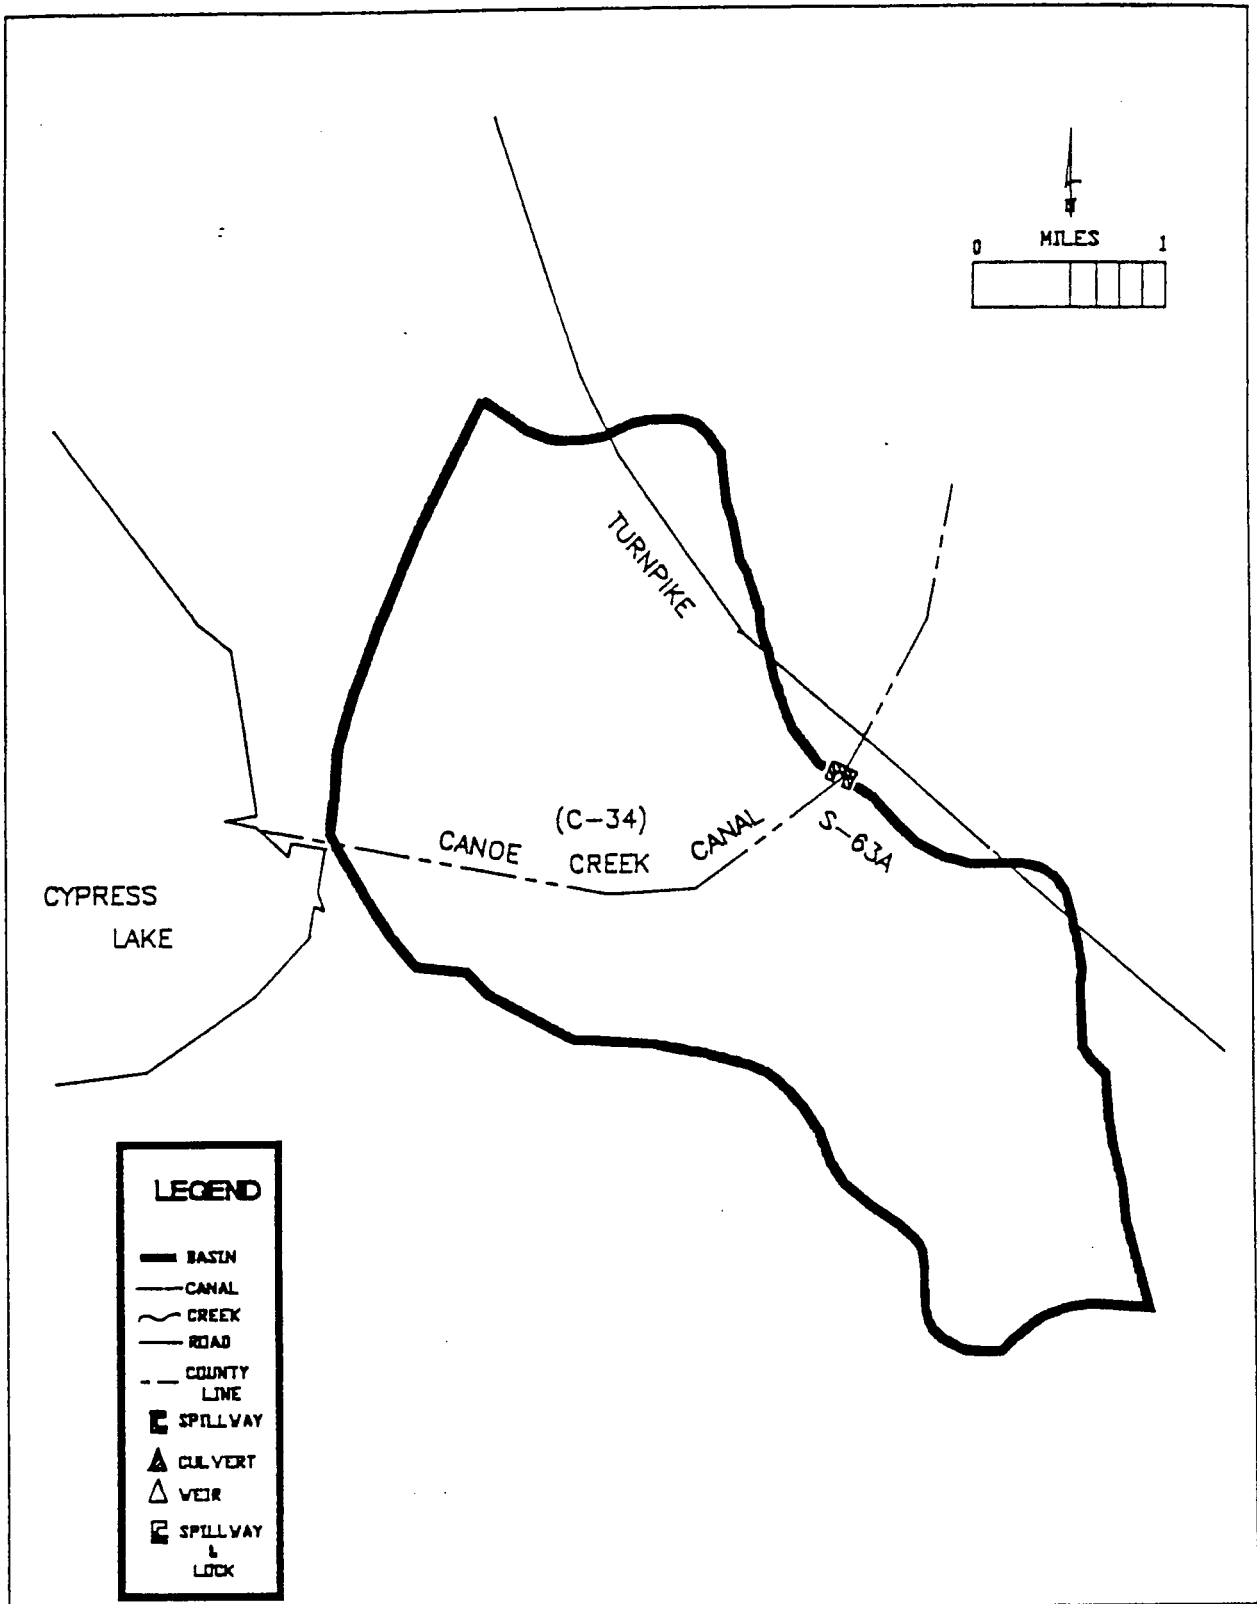 MILES
0 1
TURNPIKE
(C-34)
CANOE CREEK CANAL
S-63A
CYPRESS
LAKE
LEGEND
BASIN
CANAL
CREEK
ROAD
COUNTY
LINE
SPILLWAY
CULVERT
WEIR
SPILLWAY
&
LOCK